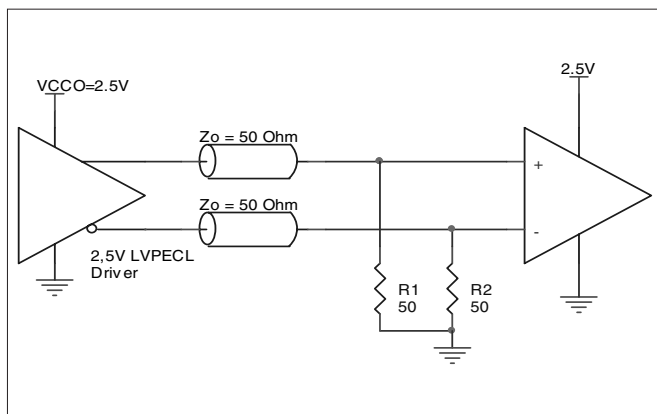 VCCO=2.5V
2.5V
Zo = 50 Ohm
+
Zo = 50 Ohm
-
2,5V LVPECL
Driver
R1
50
R2
50